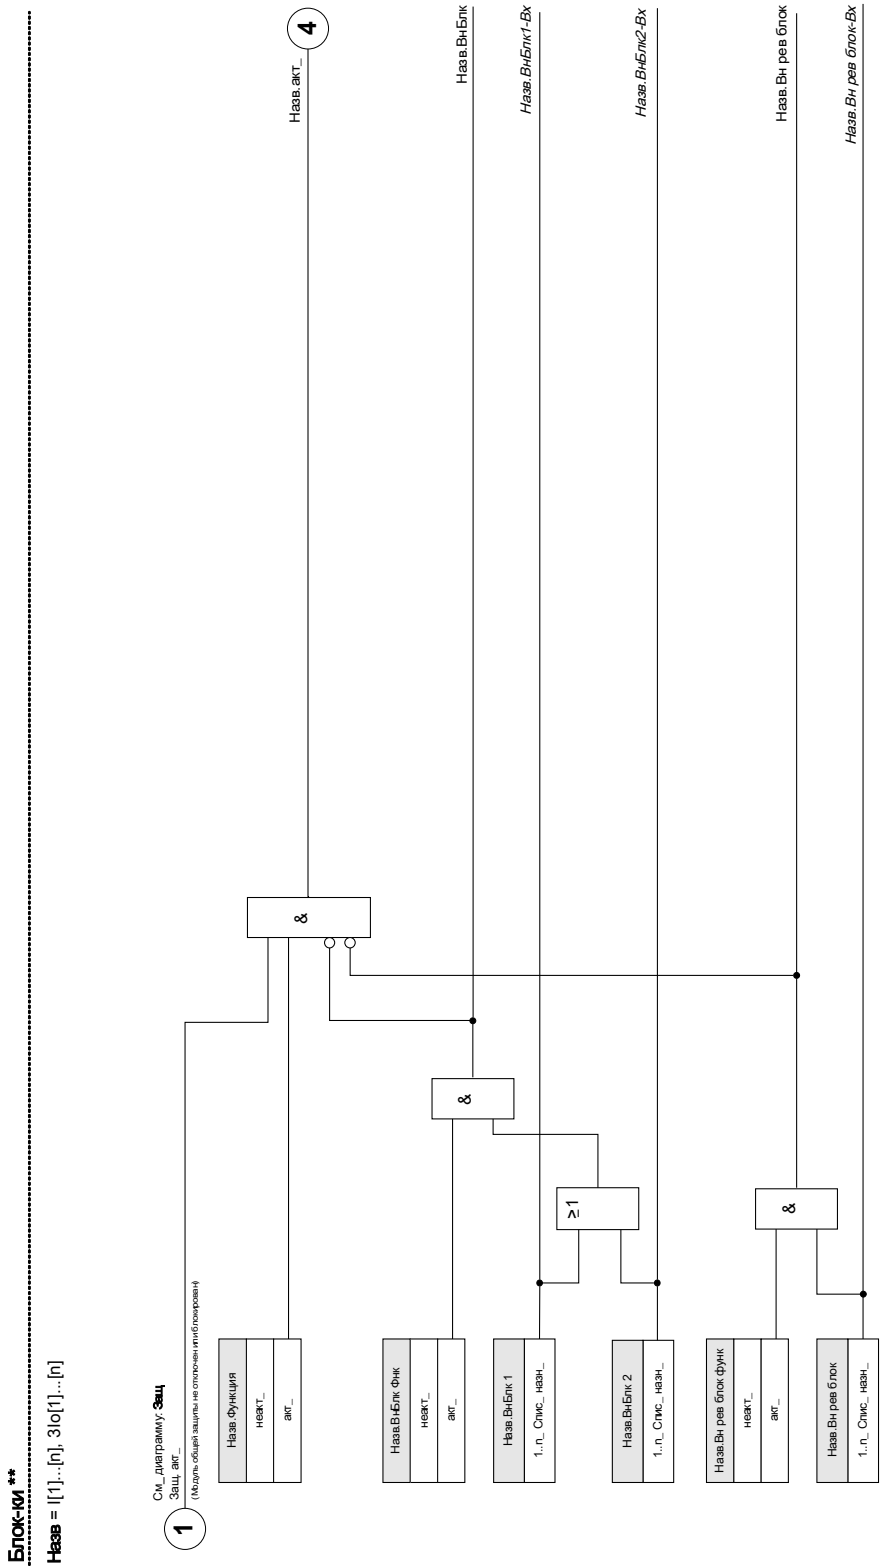 Блок-ки **
Назв = I[1]...[n], 3Io[1]...[n]
1
См_ диаграмму: Защ
Защ. акт_
(Модуль общей защиты не отключен или блокирован)
Назв.Функция
неакт_
акт_
&
Назв.акт_
4
Назв.ВнБлк Фнк
неакт_
акт_
&
Назв.ВнБлк
Назв.ВнБлк 1
1..n_ Спис_ назн_
Назв.ВнБлк1-Вх
≥1
Назв.ВнБлк 2
1..n_ Спис_ назн_
Назв.ВнБлк2-Вх
Назв.Вн рев блок функ
неакт_
акт_
&
Назв.Вн рев блок
Назв.Вн рев блок
1..n_ Спис_ назн_
Назв.Вн рев блок-Вх